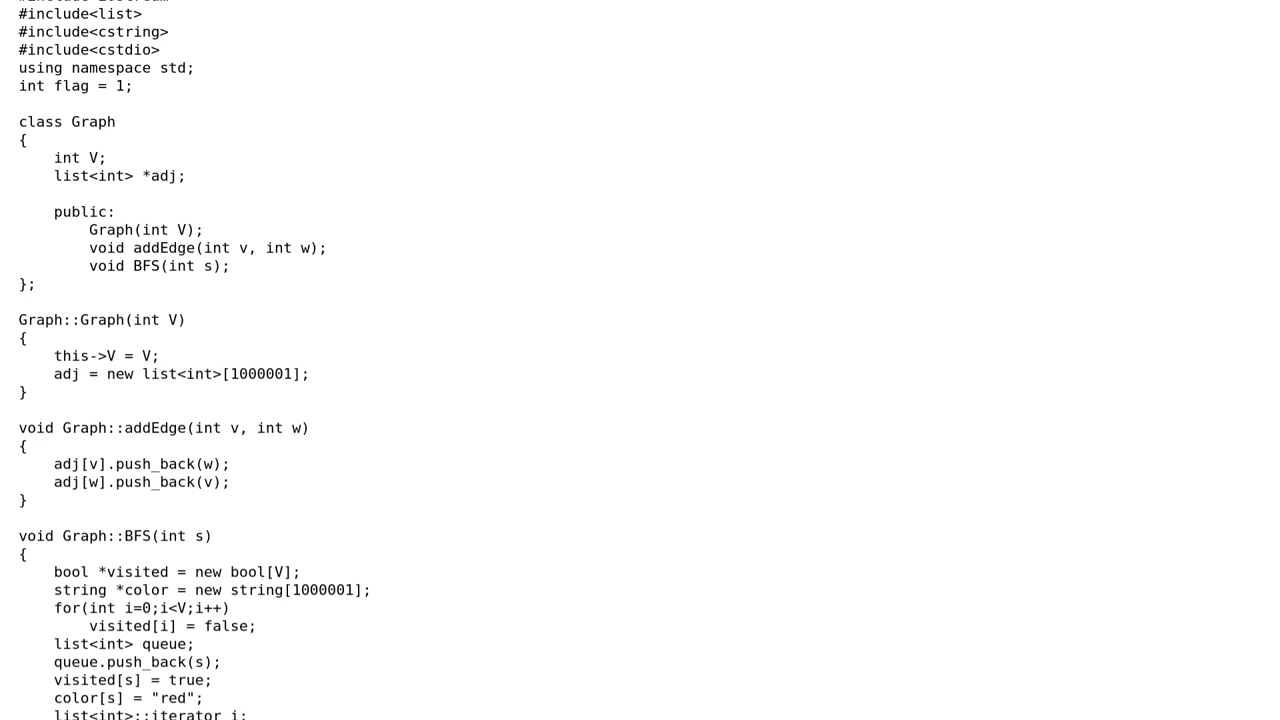 #include<list>
#include<cstring>
#include<cstdio>
using namespace std;
int flag = 1;

class Graph
{
    int V;
    list<int> *adj;

    public:
        Graph(int V);
        void addEdge(int v, int w);
        void BFS(int s);
};

Graph::Graph(int V)
{
    this->V = V;
    adj = new list<int>[1000001];
}

void Graph::addEdge(int v, int w)
{
    adj[v].push_back(w);
    adj[w].push_back(v);
}

void Graph::BFS(int s)
{
    bool *visited = new bool[V];
    string *color = new string[1000001];
    for(int i=0;i<V;i++)
        visited[i] = false;
    list<int> queue;
    queue.push_back(s);
    visited[s] = true;
    color[s] = "red";
    list<int>::iterator i;